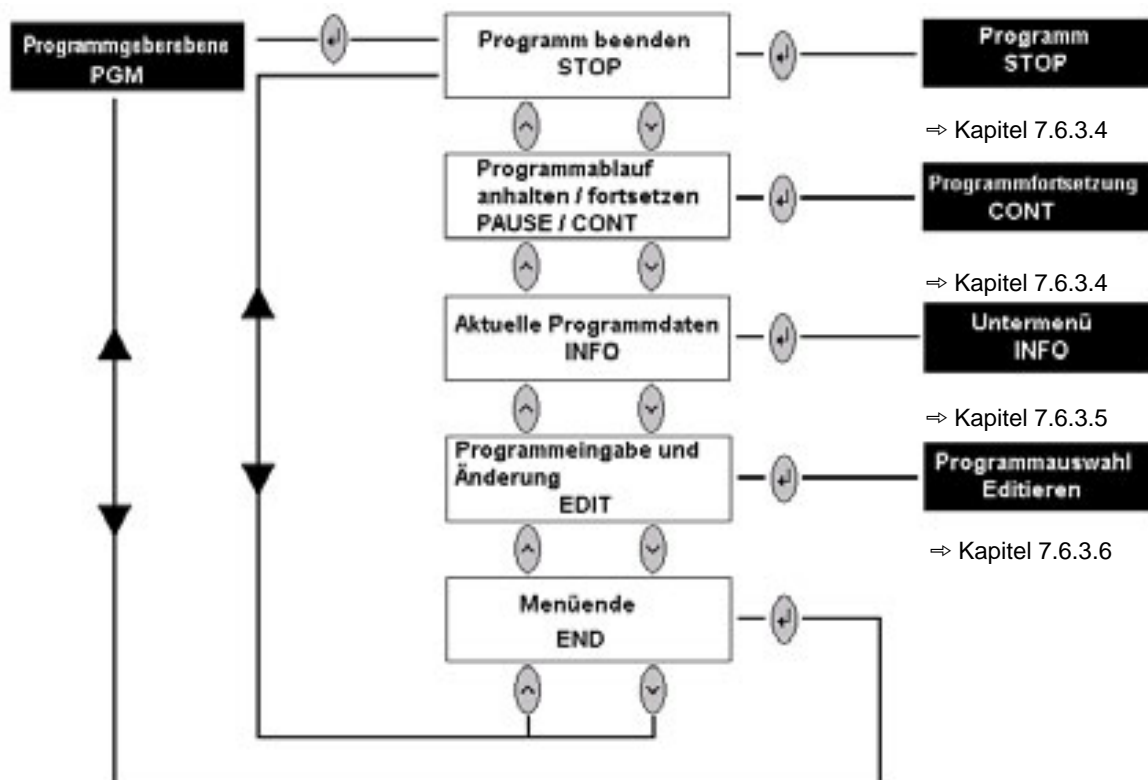 Programmgeberebene
PGM
Programm beenden
STOP
Programm
STOP
⇨ Kapitel 7.6.3.4
Programmablauf
anhalten / fortsetzen
PAUSE / CONT
Programmfortsetzung
CONT
⇨ Kapitel 7.6.3.4
Aktuelle Programmdaten
INFO
Untermenü
INFO
⇨ Kapitel 7.6.3.5
Programmeingabe und
Änderung
EDIT
Programmauswahl
Editieren
⇨ Kapitel 7.6.3.6
Menüende
END